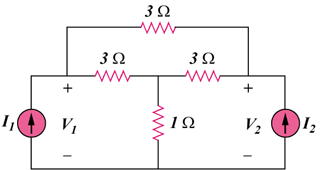 3 Ω
3 Ω 3 Ω
+ +
I₁ V₁ 1 Ω V₂ I₂
– –